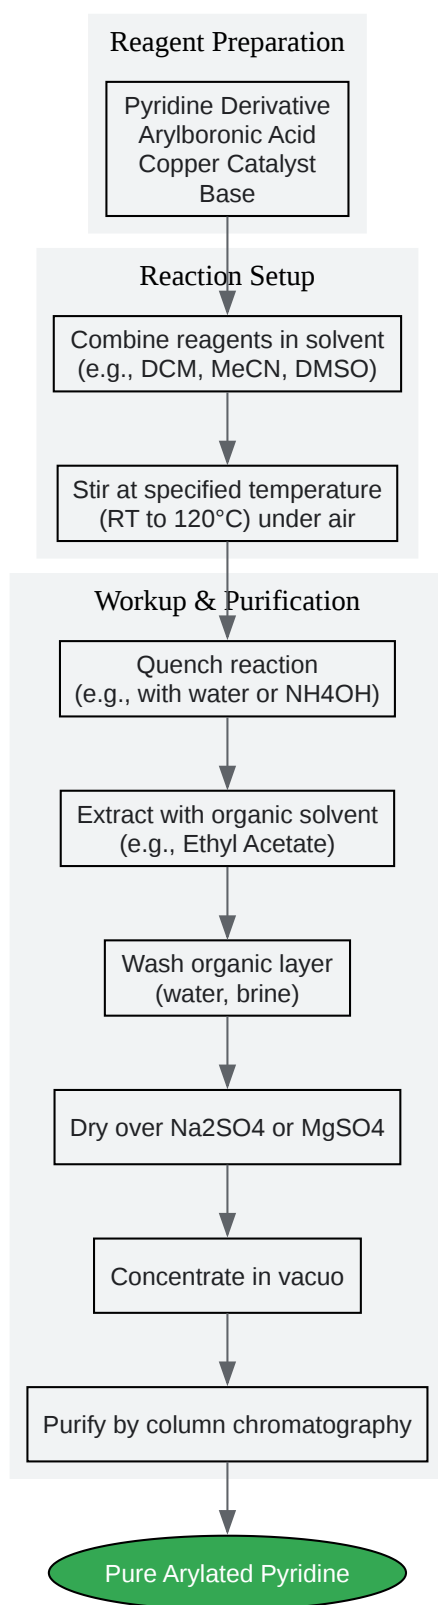 Reagent Preparation
Pyridine Derivative
Arylboronic Acid
Copper Catalyst
Base
Reaction Setup
Combine reagents in solvent
(e.g., DCM, MeCN, DMSO)
Stir at specified temperature
(RT to 120°C) under air
Workup & Purification
Quench reaction
(e.g., with water or NH4OH)
Extract with organic solvent
(e.g., Ethyl Acetate)
Wash organic layer
(water, brine)
Dry over Na2SO4 or MgSO4
Concentrate in vacuo
Purify by column chromatography
Pure Arylated Pyridine